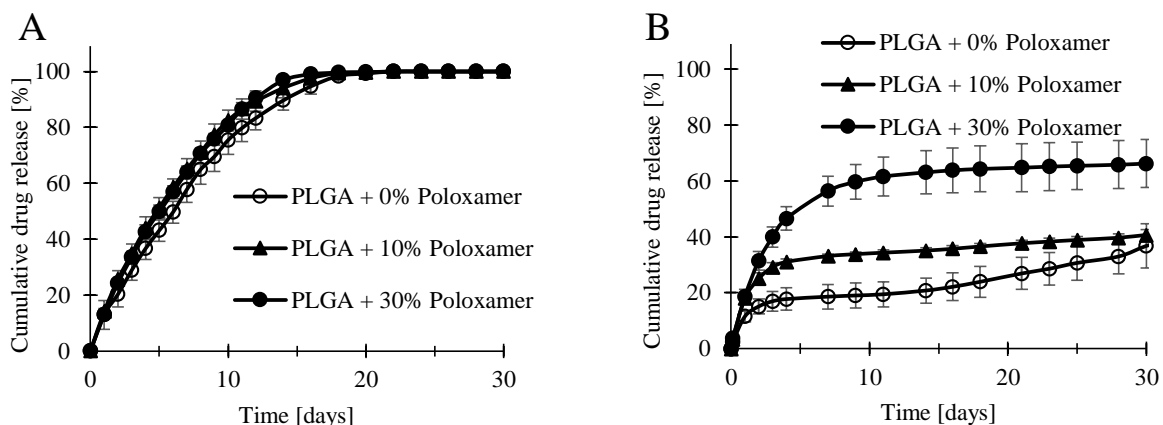 A
Cumulative drug release [%]
100
80
60
40
20
0
PLGA + 0% Poloxamer
PLGA + 10% Poloxamer
PLGA + 30% Poloxamer
0
10
20
30
Time [days]
B
Cumulative drug release [%]
PLGA + 0% Poloxamer
PLGA + 10% Poloxamer
PLGA + 30% Poloxamer
100
80
60
40
20
0
0
10
20
30
Time [days]